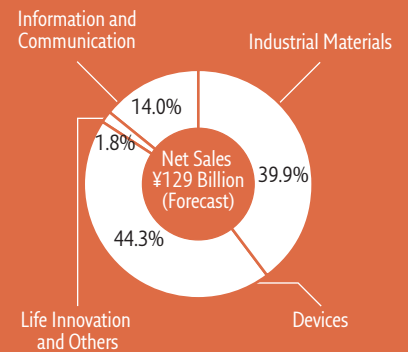 Information and
Communication
Industrial Materials
14.0%
1.8%
Net Sales
¥129 Billion
(Forecast)
39.9%
44.3%
Life Innovation
and Others
Devices